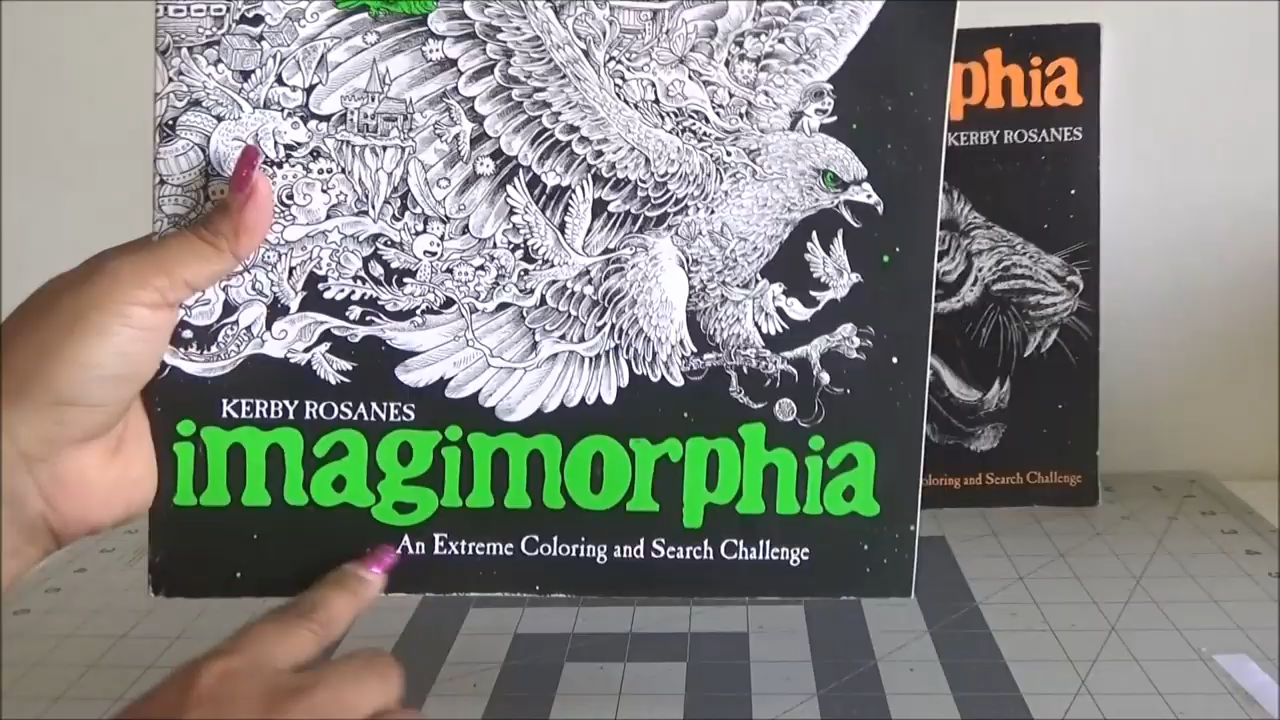 KERBY ROSANES
imagimorphia
An Extreme Coloring and Search Challenge
phia
KERBY ROSANES
oloring and Search Challenge